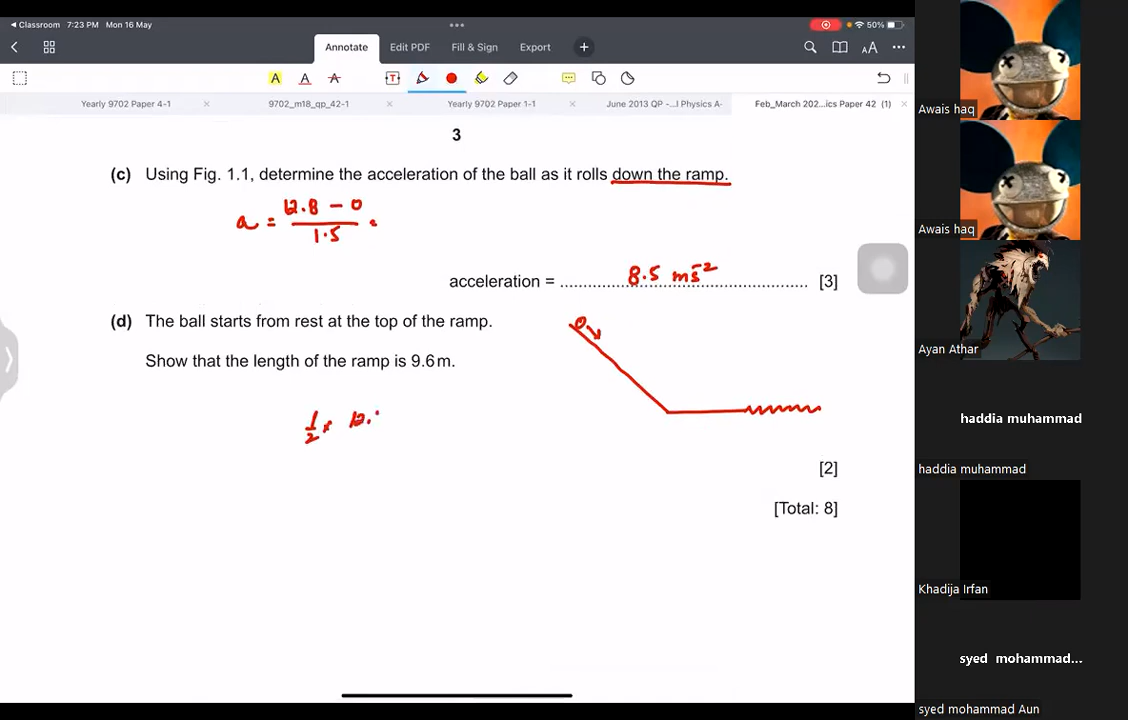 Classroom 7:23 PM Mon 16 May
50%
Annotate Edit PDF Fill & Sign Export
Yearly 9702 Paper 4-1
9702_m18_qp_42-1
Yearly 9702 Paper 1-1
June 2013 QP -...l Physics A-
Feb_March 202...ics Paper 42 (1)
3
(c) Using Fig. 1.1, determine the acceleration of the ball as it rolls down the ramp.
a = 12.8 - 0
1.5 =
acceleration = 8.5 ms⁻² [3]
(d) The ball starts from rest at the top of the ramp.
Show that the length of the ramp is 9.6 m.
1/2 × 12.
[2]
[Total: 8]
Awais haq
Awais haq
Ayan Athar
haddia muhammad
haddia muhammad
Khadija Irfan
syed mohammad...
syed mohammad Aun